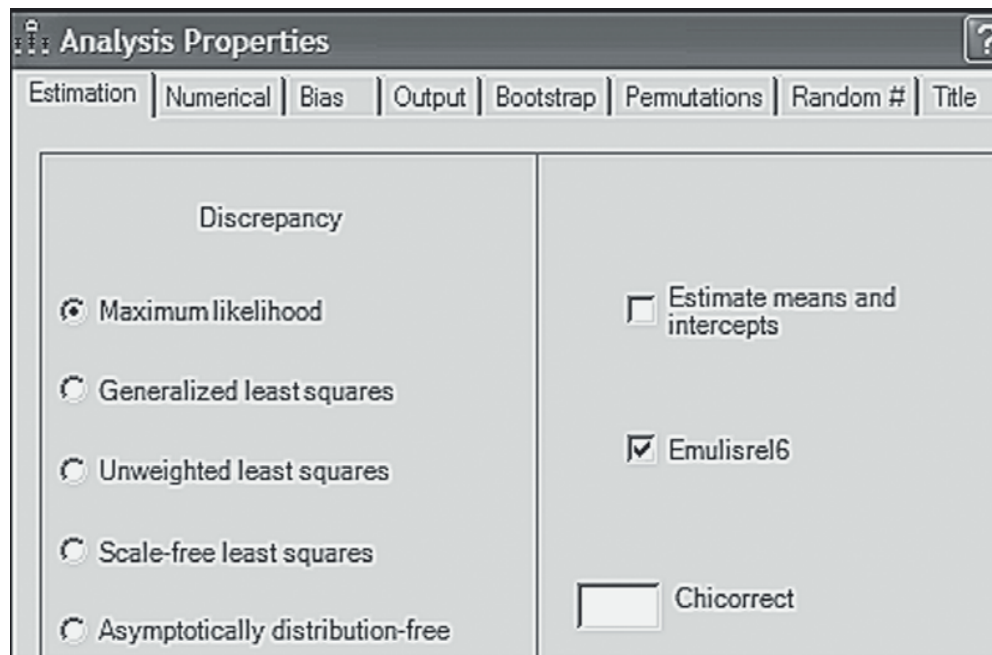 Analysis Properties
?
Estimation Numerical Bias Output Bootstrap Permutations Random # Title
Discrepancy
Maximum likelihood
Generalized least squares
Unweighted least squares
Scale-free least squares
Asymptotically distribution-free
Estimate means and
intercepts
Emulisrel6
Chicorrect